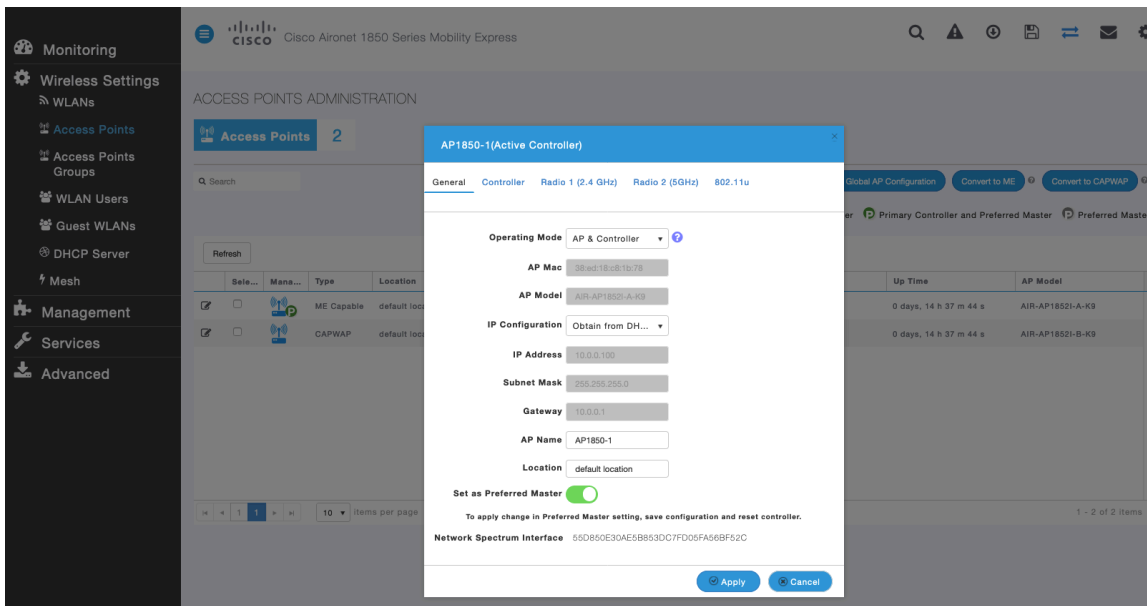 Monitoring
Wireless Settings
WLANs
Access Points
Access Points
Groups
WLAN Users
Guest WLANs
DHCP Server
Mesh
Management
Services
Advanced
CISCO Cisco Aironet 1850 Series Mobility Express
ACCESS POINTS ADMINISTRATION
Access Points 2
Search
Global AP Configuration Convert to ME Convert to CAPWAP
er P Primary Controller and Preferred Master P Preferred Maste
Refresh
Sele... Mana... Type Location Up Time AP Model
P ME Capable default loca 0 days, 14 h 37 m 44 s AIR-AP1852I-A-K9
CAPWAP default loca 0 days, 14 h 37 m 44 s AIR-AP1852I-B-K9
1 1 10 items per page 1 - 2 of 2 items
AP1850-1(Active Controller)
General Controller Radio 1 (2.4 GHz) Radio 2 (5GHz) 802.11u
Operating Mode AP & Controller ?
AP Mac 38:ed:18:c8:1b:78
AP Model AIR-AP1852I-A-K9
IP Configuration Obtain from DH...
IP Address 10.0.0.100
Subnet Mask 255.255.255.0
Gateway 10.0.0.1
AP Name AP1850-1
Location default location
Set as Preferred Master
To apply change in Preferred Master setting, save configuration and reset controller.
Network Spectrum Interface 55D850E30AE5B853DC7FD05FA56BF52C
Apply Cancel